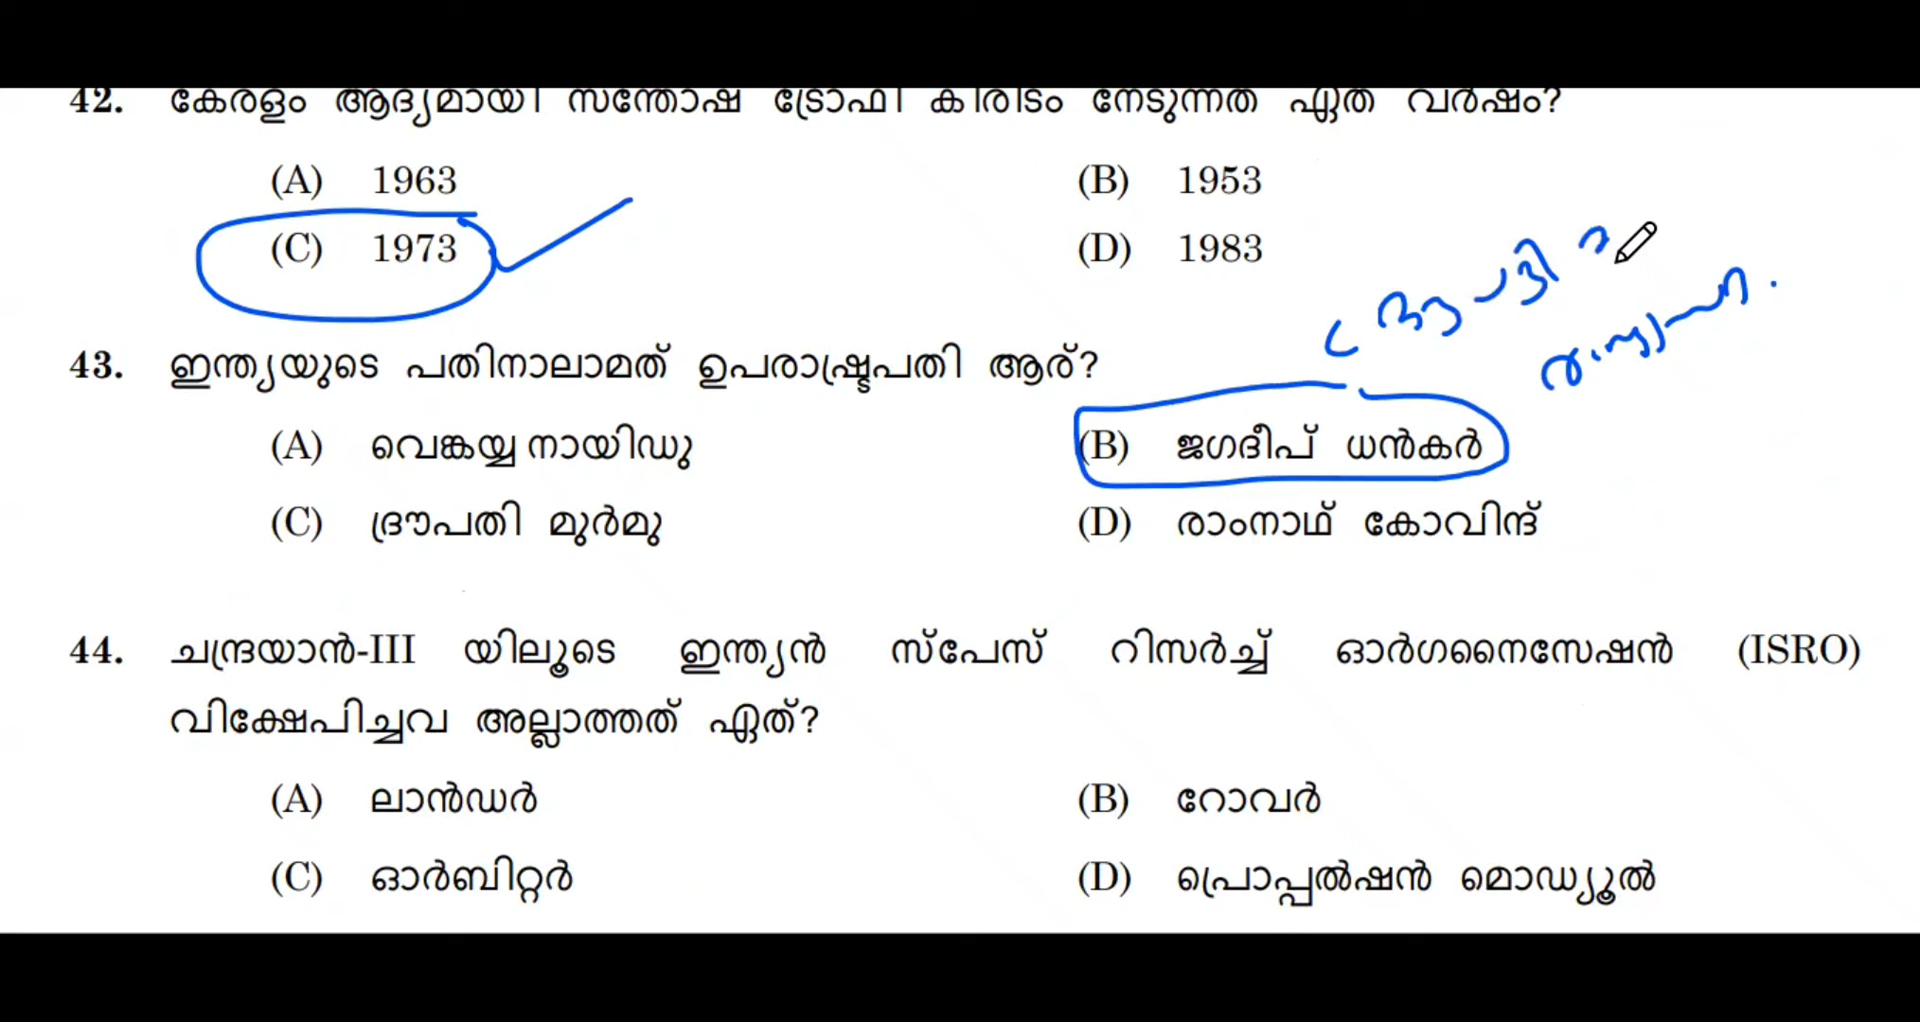 42. കേരളം ആദ്യമായി സന്തോഷ് ട്രോഫി കിരീടം നേടുന്നത് ഏത് വർഷം?
(A) 1963 (B) 1953
(C) 1973 (D) 1983
43. ഇന്ത്യയുടെ പതിനാലാമത് ഉപരാഷ്ട്രപതി ആര്?
(A) വെങ്കയ്യ നായിഡു (B) ജഗദീപ് ധൻകർ
(C) ദ്രൗപതി മുർമു (D) രാംനാഥ് കോവിന്ദ്
44. ചന്ദ്രയാൻ-III യിലൂടെ ഇന്ത്യൻ സ്പേസ് റിസർച്ച് ഓർഗനൈസേഷൻ (ISRO)
വിക്ഷേപിച്ചവ അല്ലാത്തത് ഏത്?
(A) ലാൻഡർ (B) റോവർ
(C) ഓർബിറ്റർ (D) പ്രൊപ്പൽഷൻ മൊഡ്യൂൽ